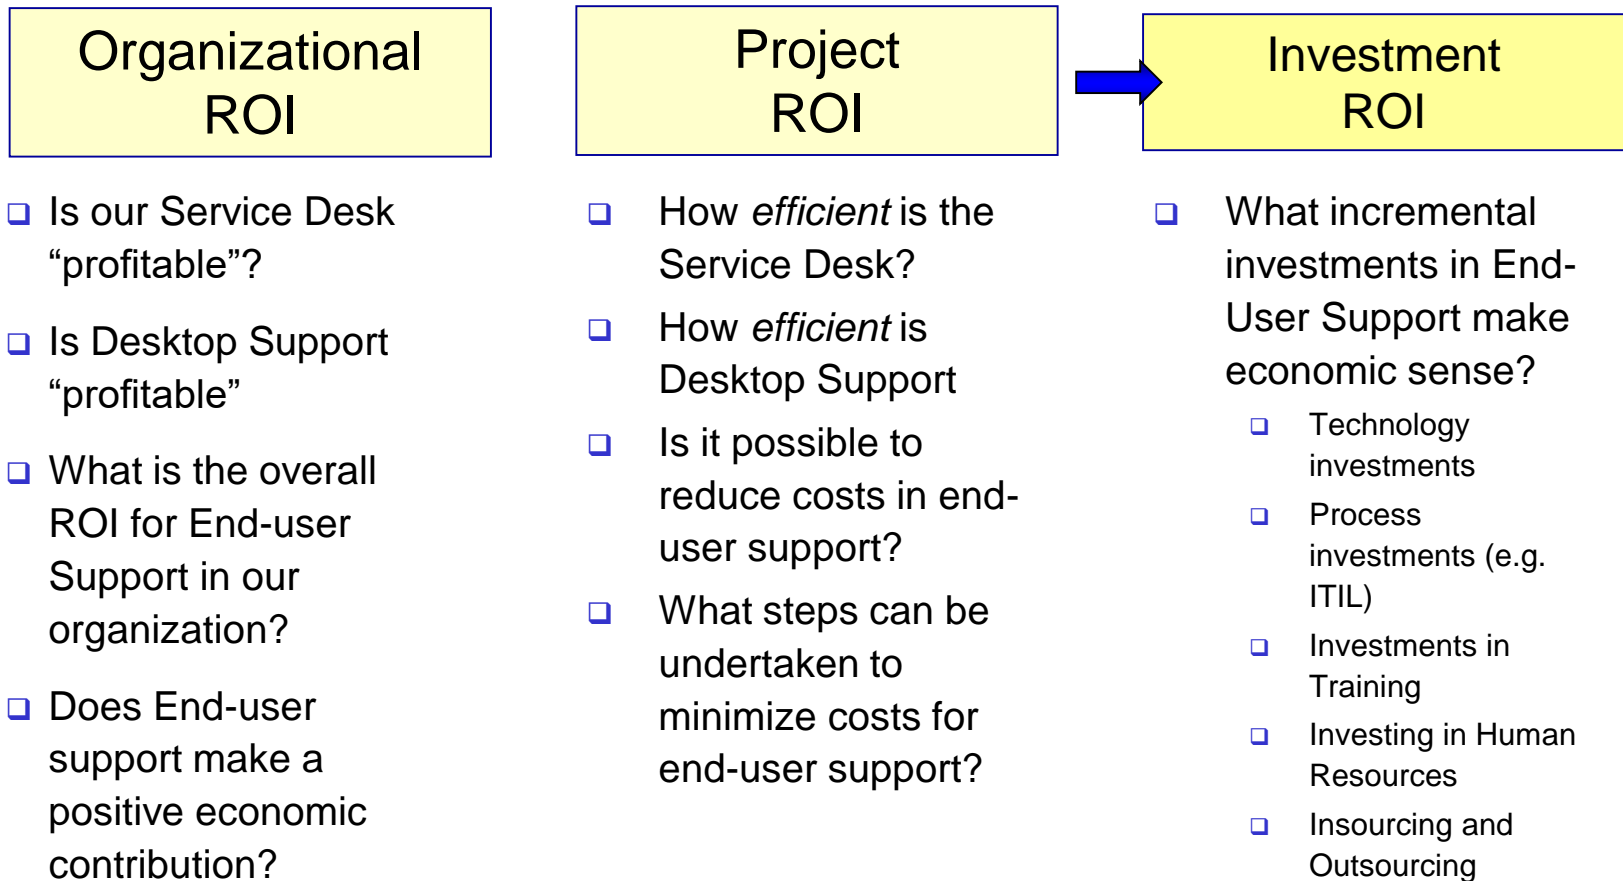 Organizational
ROI
Is our Service Desk
“profitable”?
Is Desktop Support
“profitable”
What is the overall
ROI for End-user
Support in our
organization?
Does End-user
support make a
positive economic
contribution?
Project
ROI
How efficient is the
Service Desk?
How efficient is
Desktop Support
Is it possible to
reduce costs in end-
user support?
What steps can be
undertaken to
minimize costs for
end-user support?
Investment
ROI
What incremental
investments in End-
User Support make
economic sense?
Technology
investments
Process
investments (e.g.
ITIL)
Investments in
Training
Investing in Human
Resources
Insourcing and
Outsourcing